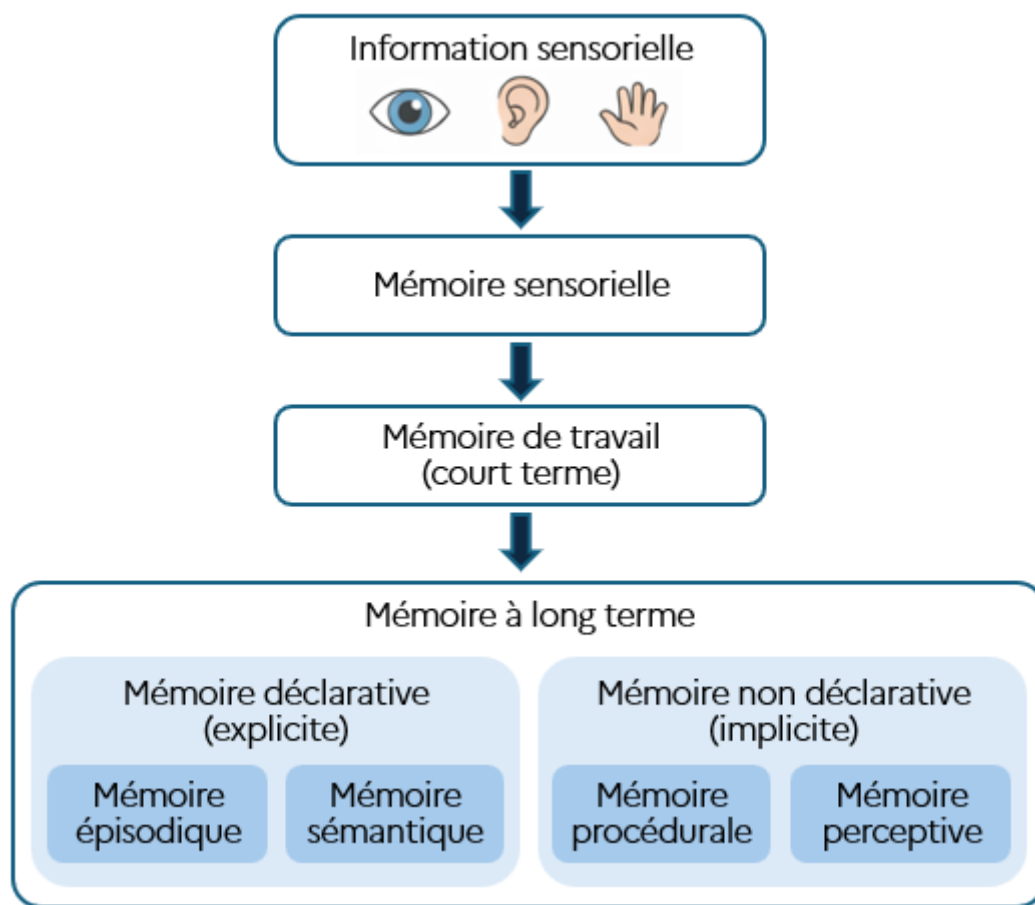 Information sensorielle
Mémoire sensorielle
Mémoire de travail
(court terme)
Mémoire à long terme
Mémoire déclarative
(explicite)
Mémoire
épisodique
Mémoire
sémantique
Mémoire non déclarative
(implicite)
Mémoire
procédurale
Mémoire
perceptive